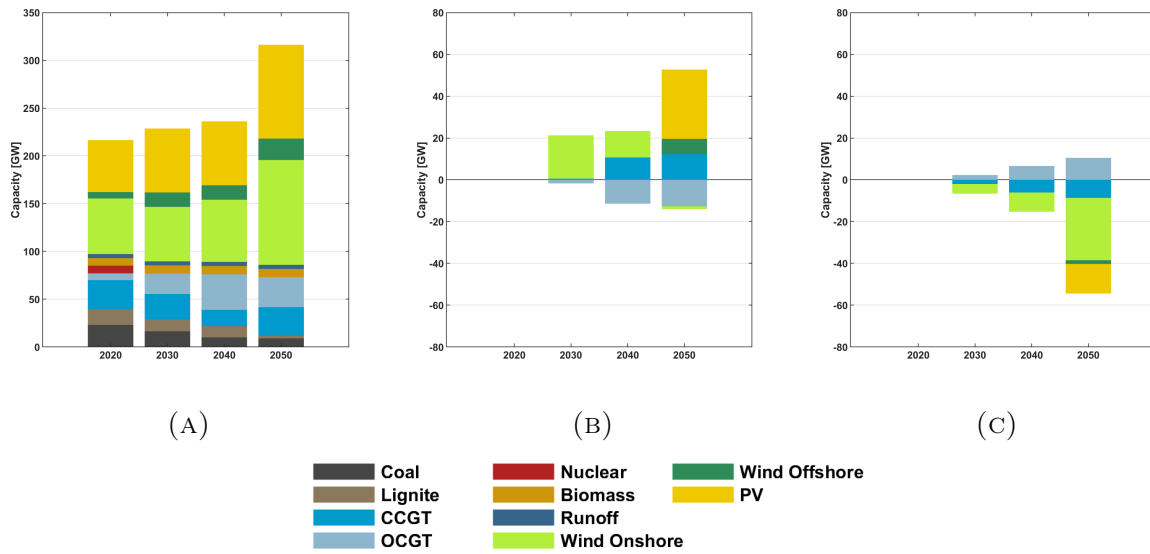 350
300
250
200
150
100
50
0
Capacity [GW]
2020 2030 2040 2050
(A)
80
60
40
20
0
-20
-40
-60
-80
Capacity [GW]
2020 2030 2040 2050
(B)
80
60
40
20
0
-20
-40
-60
-80
Capacity [GW]
2020 2030 2040 2050
(C)
Coal Nuclear Wind Offshore
Lignite Biomass PV
CCGT Runoff
OCGT Wind Onshore